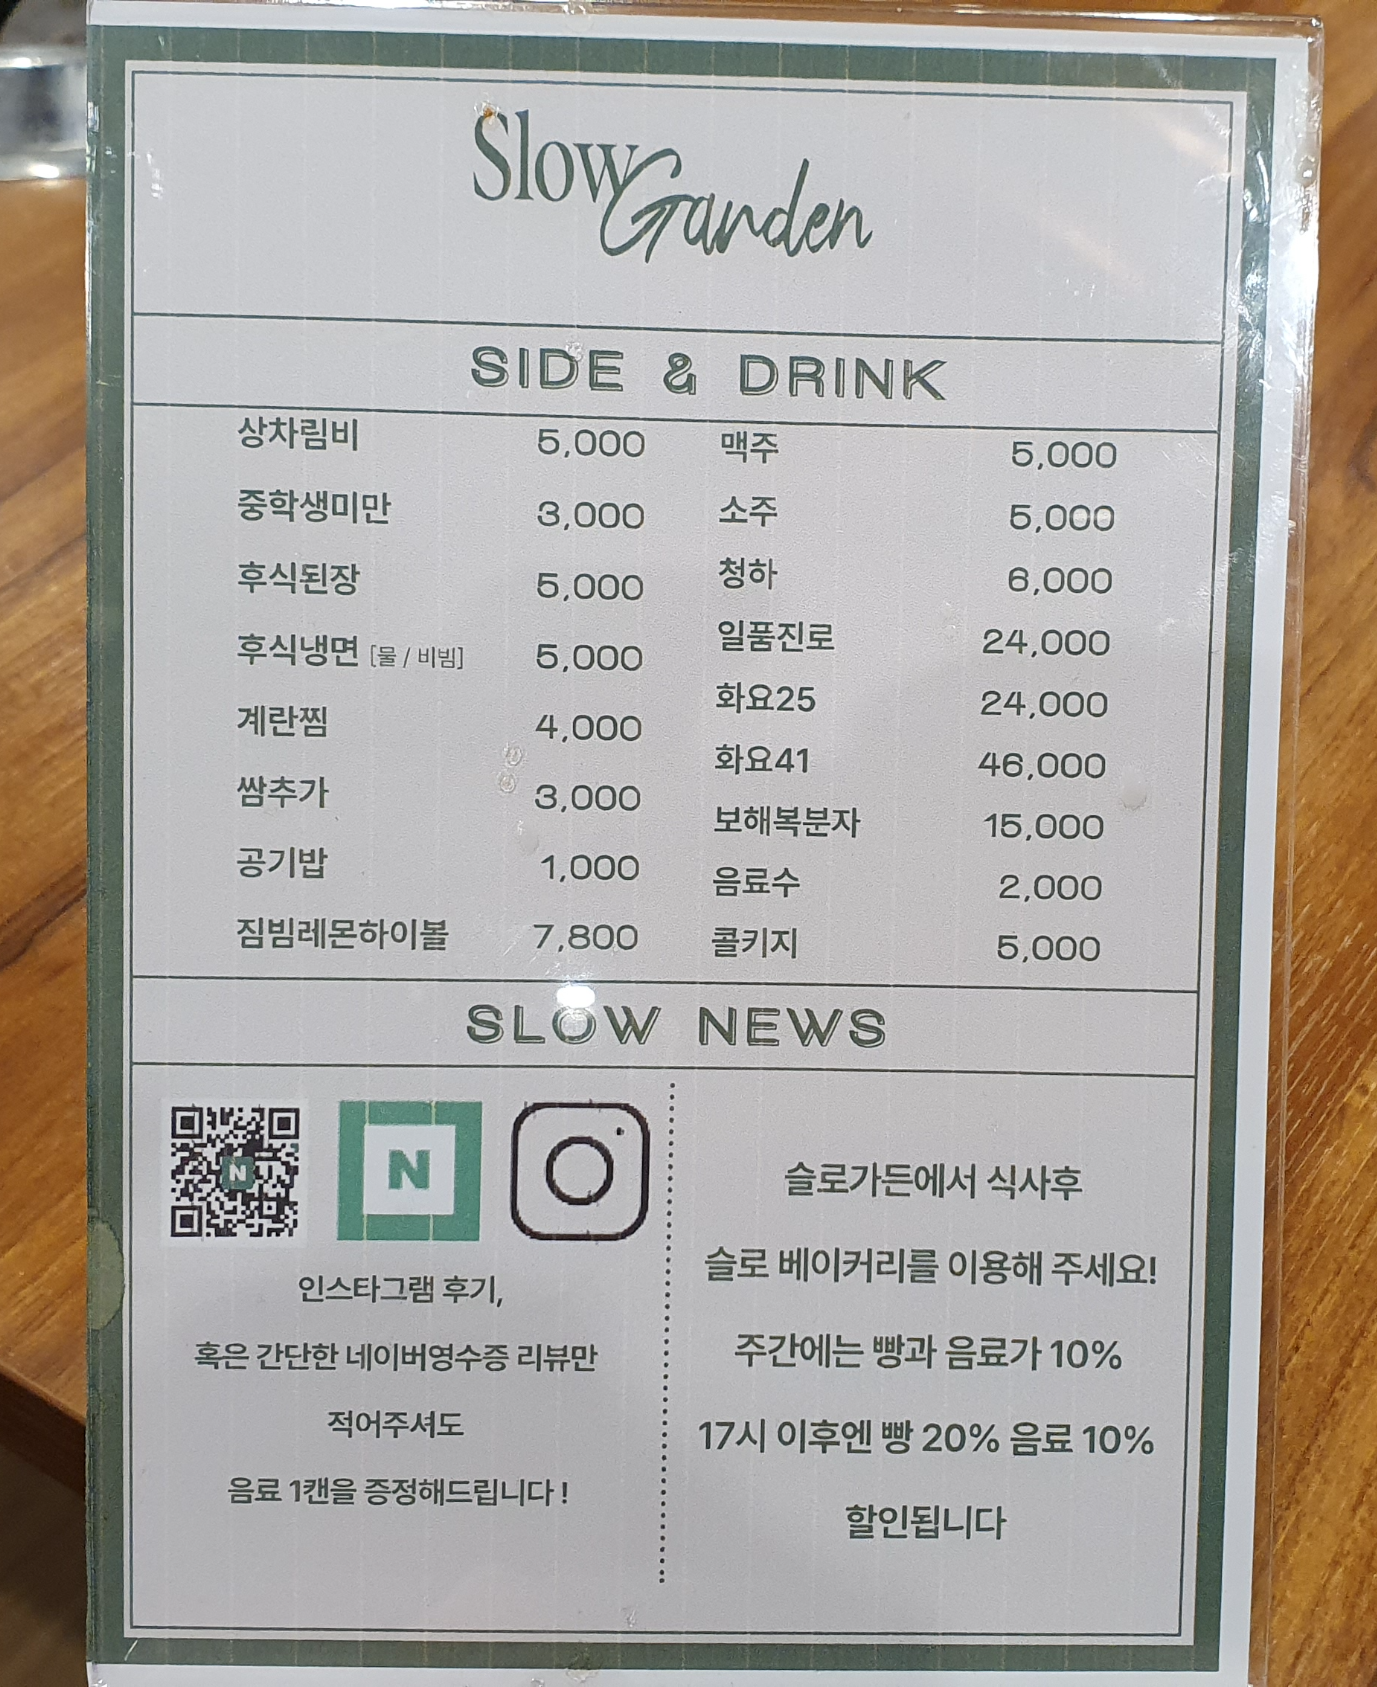 Slow Garden
SIDE & DRINK
상차림비 5,000
중학생미만 3,000
후식된장 5,000
후식냉면 [물 / 비빔] 5,000
계란찜 4,000
쌈추가 3,000
공기밥 1,000
짐빔레몬하이볼 7,800
맥주 5,000
소주 5,000
청하 6,000
일품진로 24,000
화요25 24,000
화요41 46,000
보해복분자 15,000
음료수 2,000
콜키지 5,000
SLOW NEWS
N
N
인스타그램 후기,
혹은 간단한 네이버영수증 리뷰만
적어주셔도
음료 1캔을 증정해드립니다 !
슬로가든에서 식사후
슬로 베이커리를 이용해 주세요!
주간에는 빵과 음료가 10%
17시 이후엔 빵 20% 음료 10%
할인됩니다